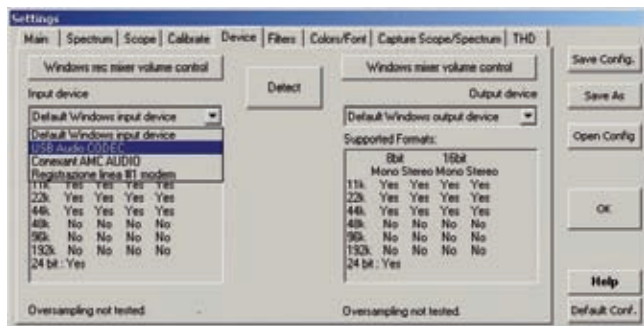 Settings
Main Spectrum Scope Calibrate Device Filters Colors/Font Capture Scope/Spectrum THD
Windows rec mixer volume control
Detect
Windows mixer volume control
Save Config.
Input device
Output device
Save As
Default Windows input device
Default Windows output device
Default Windows input device
USB Audio CODEC
Conexant AMC AUDIO
Registrazione linea #1 modem
Supported Formats:
Open Config
8bit 16bit
Mono Stereo Mono Stereo
11k Yes Yes Yes Yes
22k Yes Yes Yes Yes
44k Yes Yes Yes Yes
48k No No No No
96k No No No No
192k No No No No
24 bit : Yes
11k Yes Yes Yes Yes
22k Yes Yes Yes Yes
44k Yes Yes Yes Yes
48k No No No No
96k No No No No
192k No No No No
24 bit : Yes
OK
Help
Oversampling not tested.
Oversampling not tested.
Default Conf.